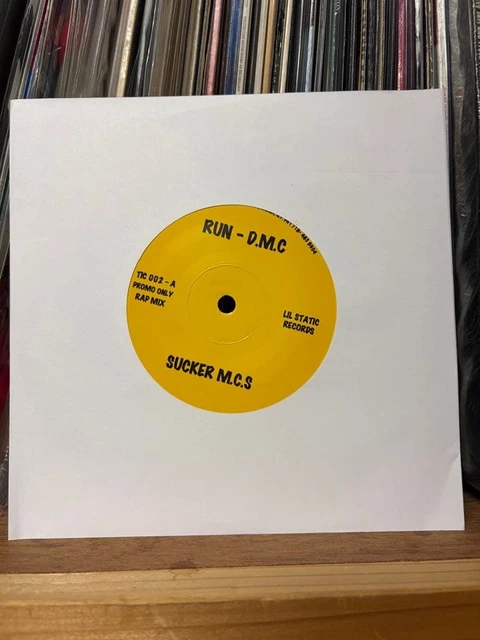 RUN - D.M.C
TIC 002 - A
PROMO ONLY
RAP MIX
LIL STATIC
RECORDS
SUCKER M.C.S